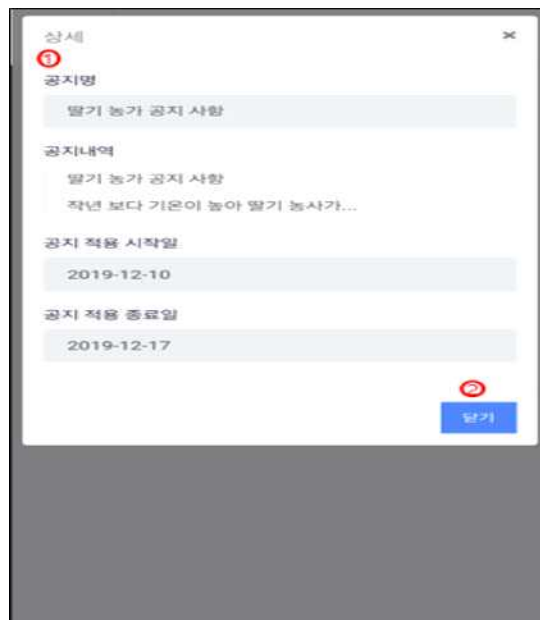 상세 ×
①
공지명
딸기 농가 공지 사항
공지내역
딸기 농가 공지 사항
작년 보다 기온이 높아 딸기 농사가...
공지 적용 시작일
2019-12-10
공지 적용 종료일
2019-12-17
②
닫기